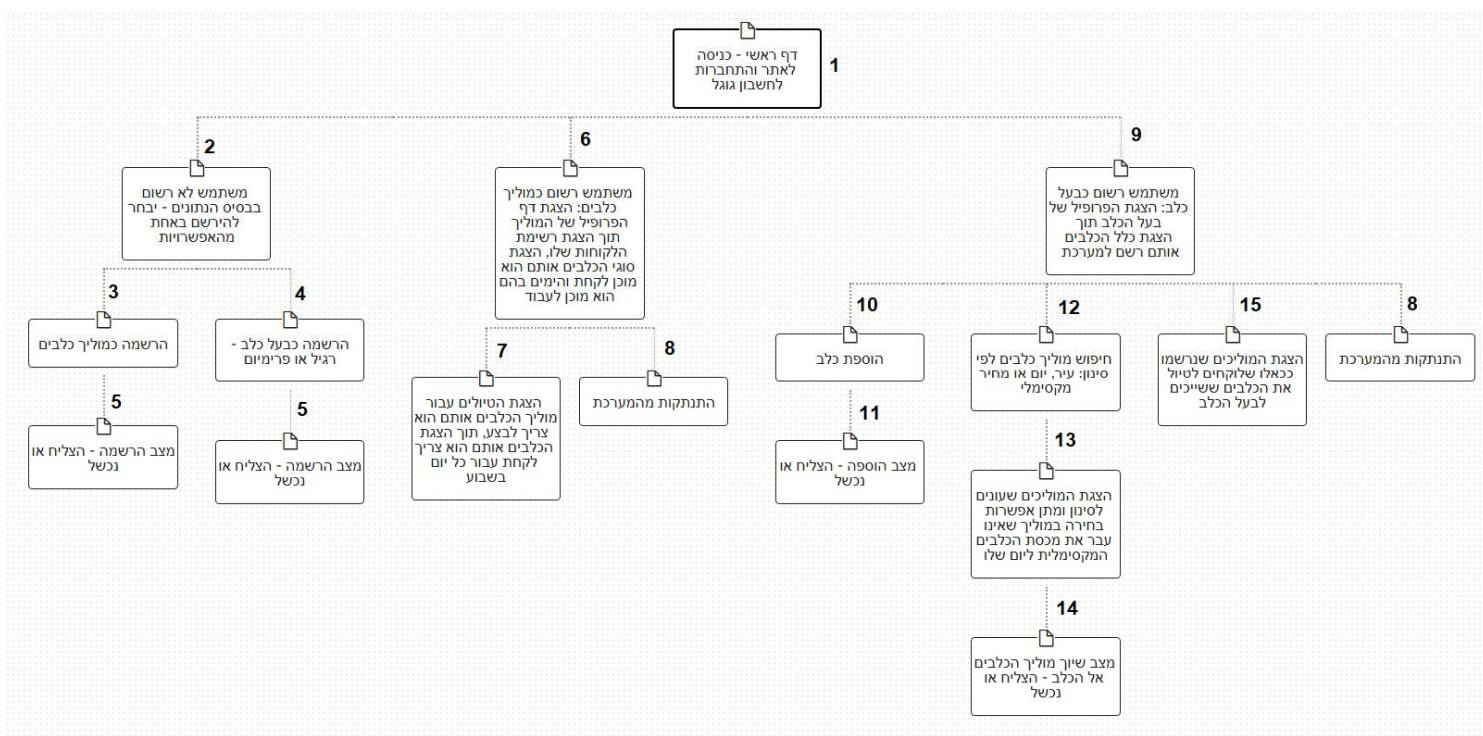 דף ראשי - כניסה
לאתר והתחברות
לחשבון גוגל
1
2
משתמש לא רשום
בבסיס הנתונים - יבחר
להירשם באחת
מהאפשרויות
3
הרשמה כמוליך כלבים
5
מצב הרשמה - הצליח או
נכשל
4
הרשמה כבעל כלב -
רגיל או פרימיום
5
מצב הרשמה - הצליח או
נכשל
6
משתמש רשום כמוליך
כלבים: הצגת דף
הפרופיל של המוליך
תוך הצגת רשימת
הלקוחות שלו, הצגת
סוגי הכלבים אותם הוא
מוכן לקחת והימים בהם
הוא מוכן לעבוד
7
הצגת הטיולים עבור
מוליך הכלבים אותם הוא
צריך לבצע, תוך הצגת
הכלבים אותם הוא צריך
לקחת עבור כל יום
בשבוע
8
התנתקות מהמערכת
9
משתמש רשום כבעל
כלב: הצגת הפרופיל של
בעל הכלב תוך
הצגת כלל הכלבים
אותם רשם למערכת
10
הוספת כלב
11
מצב הוספה - הצליח או
נכשל
12
חיפוש מוליך כלבים לפי
סינון: עיר, יום או מחיר
מקסימלי
13
הצגת המוליכים שעונים
לסינון ומתן אפשרות
בחירה במוליך שאינו
עבר את מכסת הכלבים
המקסימלית ליום שלו
14
מצב שיוך מוליך הכלבים
אל הכלב - הצליח או
נכשל
15
הצגת המוליכים שנרשמו
ככאלו שלוקחים לטיול
את הכלבים ששייכים
לבעל הכלב
8
התנתקות מהמערכת